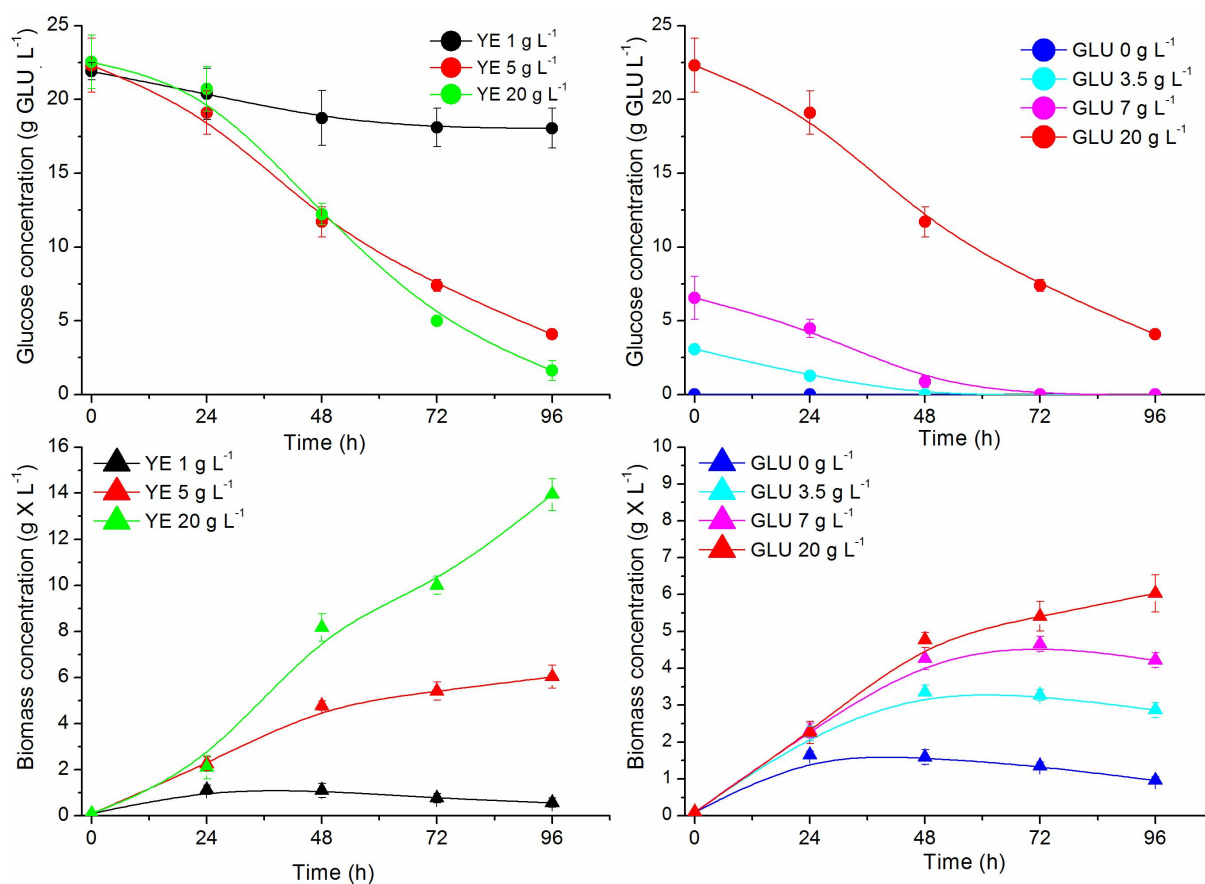 Glucose concentration (g GLU L⁻¹)
25
20
15
10
5
0
YE 1 g L⁻¹
YE 5 g L⁻¹
YE 20 g L⁻¹
0 24 48 72 96
Time (h)
Glucose concentration (g GLU L⁻¹)
25
20
15
10
5
0
GLU 0 g L⁻¹
GLU 3.5 g L⁻¹
GLU 7 g L⁻¹
GLU 20 g L⁻¹
0 24 48 72 96
Time (h)
Biomass concentration (g X L⁻¹)
16
14
12
10
8
6
4
2
0
YE 1 g L⁻¹
YE 5 g L⁻¹
YE 20 g L⁻¹
0 24 48 72 96
Time (h)
Biomass concentration (g X L⁻¹)
10
9
8
7
6
5
4
3
2
1
0
GLU 0 g L⁻¹
GLU 3.5 g L⁻¹
GLU 7 g L⁻¹
GLU 20 g L⁻¹
0 24 48 72 96
Time (h)